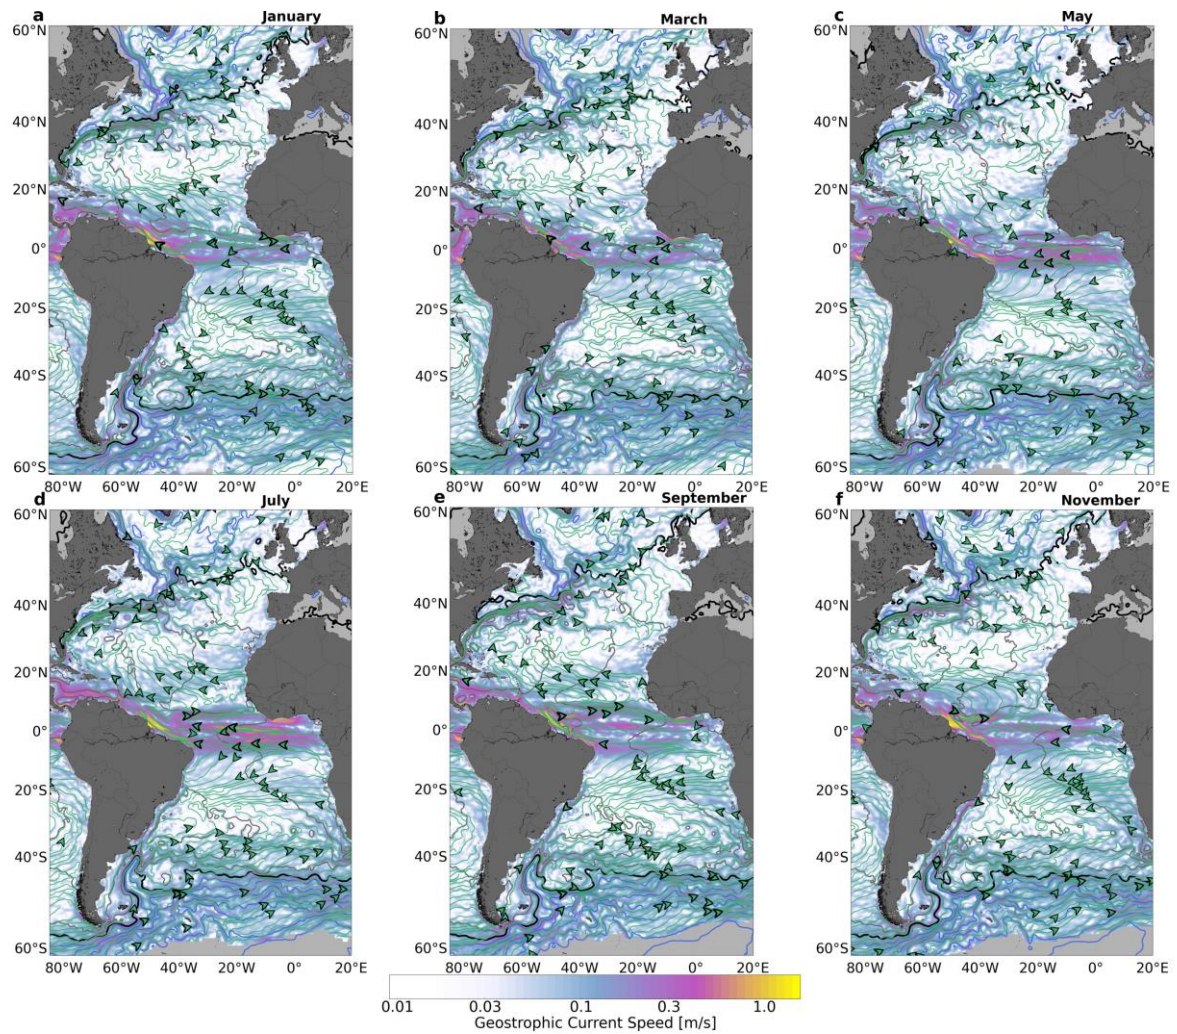 a January
b March
c May
60°N 60°N 60°N
40°N 40°N 40°N
20°N 20°N 20°N
0° 0° 0°
20°S 20°S 20°S
40°S 40°S 40°S
60°S 60°S 60°S
80°W 60°W 40°W 20°W 0° 20°E 80°W 60°W 40°W 20°W 0° 20°E 80°W 60°W 40°W 20°W 0° 20°E
d July
e September
f November
60°N 60°N 60°N
40°N 40°N 40°N
20°N 20°N 20°N
0° 0° 0°
20°S 20°S 20°S
40°S 40°S 40°S
60°S 60°S 60°S
80°W 60°W 40°W 20°W 0° 20°E 80°W 60°W 40°W 20°W 0° 20°E 80°W 60°W 40°W 20°W 0° 20°E
0.01 0.03 0.1 0.3 1.0
Geostrophic Current Speed [m/s]